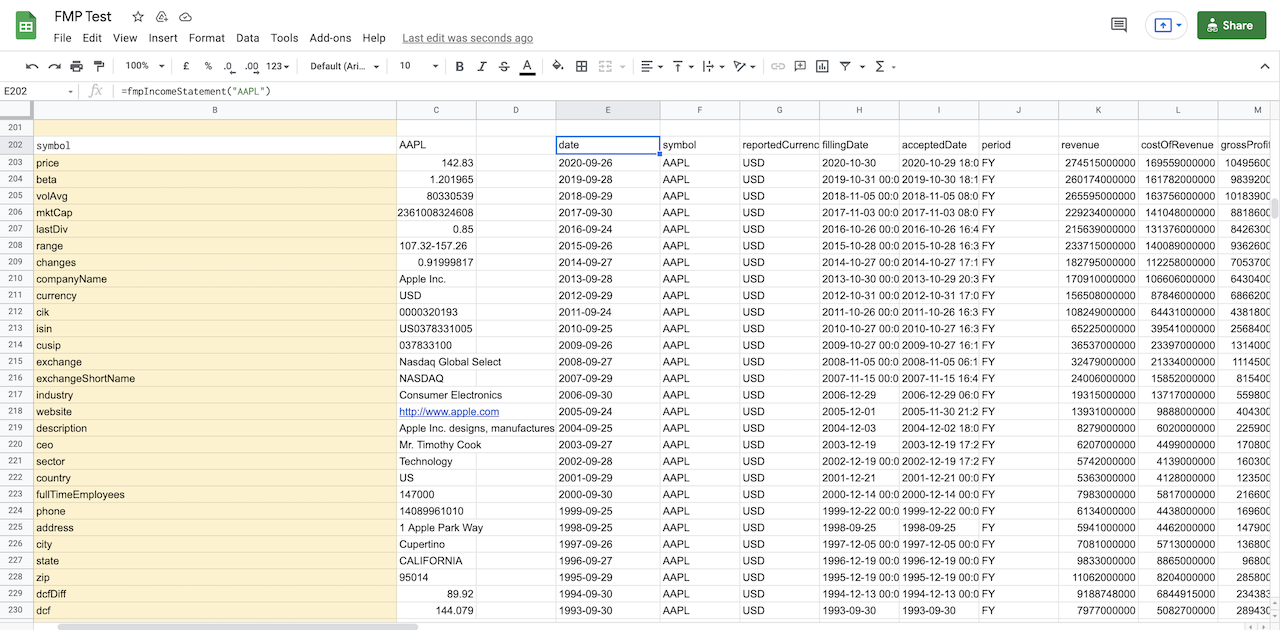 FMP Test
File Edit View Insert Format Data Tools Add-ons Help Last edit was seconds ago
Share
100% £ % .0 .00 123 Default (Ari... 10 B I S A Σ
E202 fx =fmpIncomeStatement("AAPL")
B C D E F G H I J K L M
201
202 symbol AAPL date symbol reportedCurrenc fillingDate acceptedDate period revenue costOfRevenue grossProfi
203 price 142.83 2020-09-26 AAPL USD 2020-10-30 2020-10-29 18:0 FY 274515000000 169559000000 10495600
204 beta 1.201965 2019-09-28 AAPL USD 2019-10-31 00:0 2019-10-30 18:1 FY 260174000000 161782000000 9839200
205 volAvg 80330539 2018-09-29 AAPL USD 2018-11-05 00:0 2018-11-05 08:0 FY 265595000000 163756000000 10183900
206 mktCap 2361008324608 2017-09-30 AAPL USD 2017-11-03 00:0 2017-11-03 08:0 FY 229234000000 141048000000 8818600
207 lastDiv 0.85 2016-09-24 AAPL USD 2016-10-26 00:0 2016-10-26 16:4 FY 215639000000 131376000000 8426300
208 range 107.32-157.26 2015-09-26 AAPL USD 2015-10-28 00:0 2015-10-28 16:3 FY 233715000000 140089000000 9362600
209 changes 0.91999817 2014-09-27 AAPL USD 2014-10-27 00:0 2014-10-27 17:1 FY 182795000000 112258000000 7053700
210 companyName Apple Inc. 2013-09-28 AAPL USD 2013-10-30 00:0 2013-10-29 20:3 FY 170910000000 106606000000 6430400
211 currency USD 2012-09-29 AAPL USD 2012-10-31 00:0 2012-10-31 17:0 FY 156508000000 87846000000 6866200
212 cik 0000320193 2011-09-24 AAPL USD 2011-10-26 00:0 2011-10-26 16:3 FY 108249000000 64431000000 4381800
213 isin US0378331005 2010-09-25 AAPL USD 2010-10-27 00:0 2010-10-27 16:3 FY 65225000000 39541000000 2568400
214 cusip 037833100 2009-09-26 AAPL USD 2009-10-27 00:0 2009-10-27 16:1 FY 36537000000 23397000000 1314000
215 exchange Nasdaq Global Select 2008-09-27 AAPL USD 2008-11-05 00:0 2008-11-05 06:1 FY 32479000000 21334000000 1114500
216 exchangeShortName NASDAQ 2007-09-29 AAPL USD 2007-11-15 00:0 2007-11-15 16:4 FY 24006000000 15852000000 815400
217 industry Consumer Electronics 2006-09-30 AAPL USD 2006-12-29 2006-12-29 06:0 FY 19315000000 13717000000 559800
218 website http://www.apple.com 2005-09-24 AAPL USD 2005-12-01 2005-11-30 21:2 FY 13931000000 9888000000 404300
219 description Apple Inc. designs, manufactures 2004-09-25 AAPL USD 2004-12-03 2004-12-02 18:0 FY 8279000000 6020000000 225900
220 ceo Mr. Timothy Cook 2003-09-27 AAPL USD 2003-12-19 2003-12-19 17:2 FY 6207000000 4499000000 170800
221 sector Technology 2002-09-28 AAPL USD 2002-12-19 00:0 2002-12-19 17:2 FY 5742000000 4139000000 160300
222 country US 2001-09-29 AAPL USD 2001-12-21 2001-12-21 00:0 FY 5363000000 4128000000 123500
223 fullTimeEmployees 147000 2000-09-30 AAPL USD 2000-12-14 00:0 2000-12-14 00:0 FY 7983000000 5817000000 216600
224 phone 14089961010 1999-09-25 AAPL USD 1999-12-22 00:0 1999-12-22 00:0 FY 6134000000 4438000000 169600
225 address 1 Apple Park Way 1998-09-25 AAPL USD 1998-09-25 1998-09-25 FY 5941000000 4462000000 147900
226 city Cupertino 1997-09-26 AAPL USD 1997-12-05 00:0 1997-12-05 00:0 FY 7081000000 5713000000 136800
227 state CALIFORNIA 1996-09-27 AAPL USD 1996-12-19 00:0 1996-12-19 00:0 FY 9833000000 8865000000 96800
228 zip 95014 1995-09-29 AAPL USD 1995-12-19 00:0 1995-12-19 00:0 FY 11062000000 8204000000 285800
229 dcfDiff 89.92 1994-09-30 AAPL USD 1994-12-13 00:0 1994-12-13 00:0 FY 9188748000 6844915000 234383
230 dcf 144.079 1993-09-30 AAPL USD 1993-09-30 1993-09-30 FY 7977000000 5082700000 289430